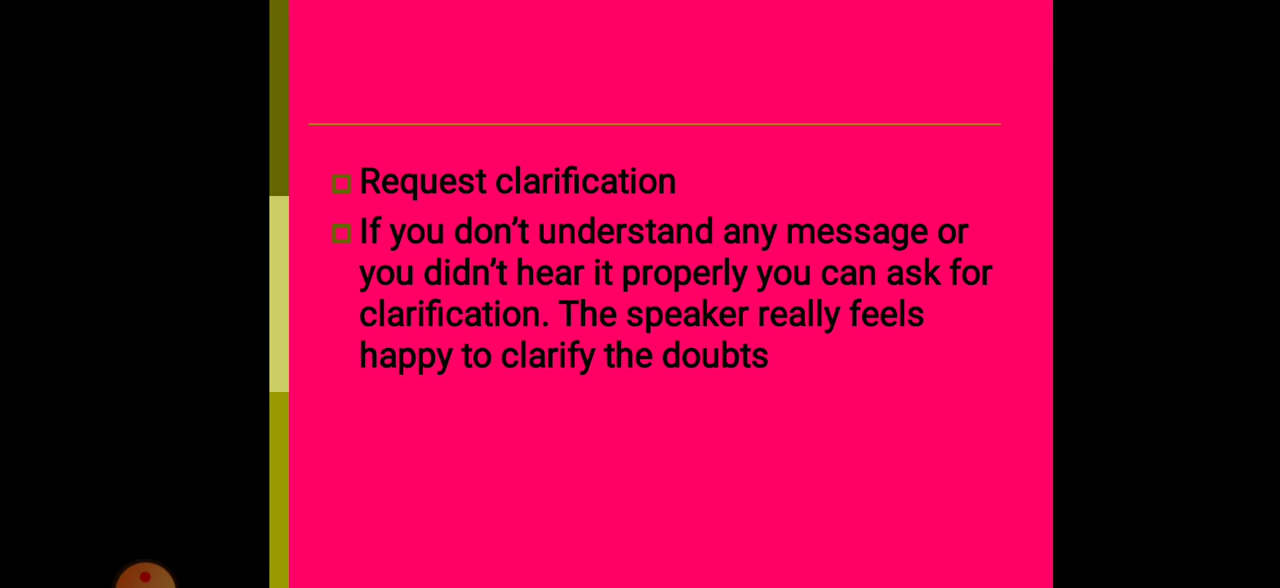 Request clarification
If you don’t understand any message or
you didn’t hear it properly you can ask for
clarification. The speaker really feels
happy to clarify the doubts